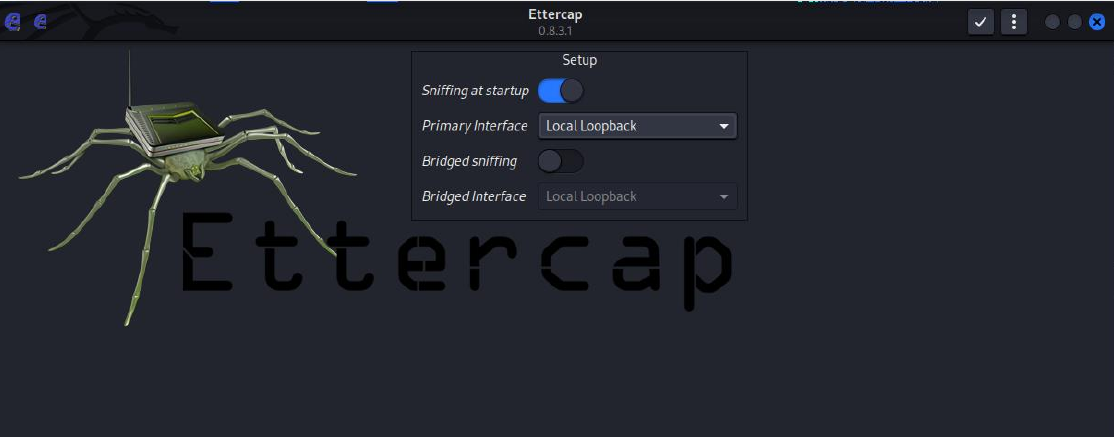 Ettercap
0.8.3.1
Setup
Sniffing at startup
Primary Interface Local Loopback
Bridged sniffing
Bridged Interface Local Loopback
Ettercap